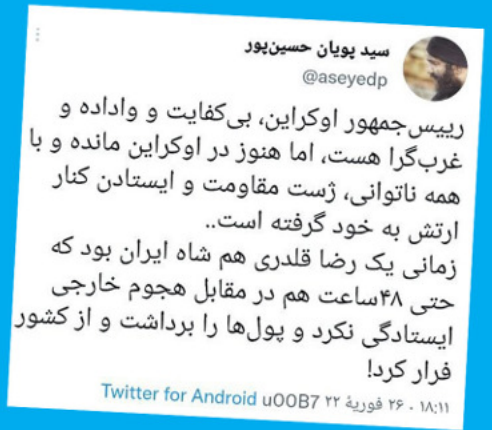 سید پویان حسین‌پور
@aseyedp
رییس‌جمهور اوکراین، بی‌کفایت و واداده و
غرب‌گرا هست، اما هنوز در اوکراین مانده و با
همه ناتوانی، ژست مقاومت و ایستادن کنار
ارتش به خود گرفته است..
زمانی یک رضا قلدری هم شاه ایران بود که
حتی ۴۸ساعت هم در مقابل هجوم خارجی
ایستادگی نکرد و پول‌ها را برداشت و از کشور
فرار کرد!
۱۸:۱۱ . ۲۶ فوریهٔ ۲۲ u00B7 Twitter for Android